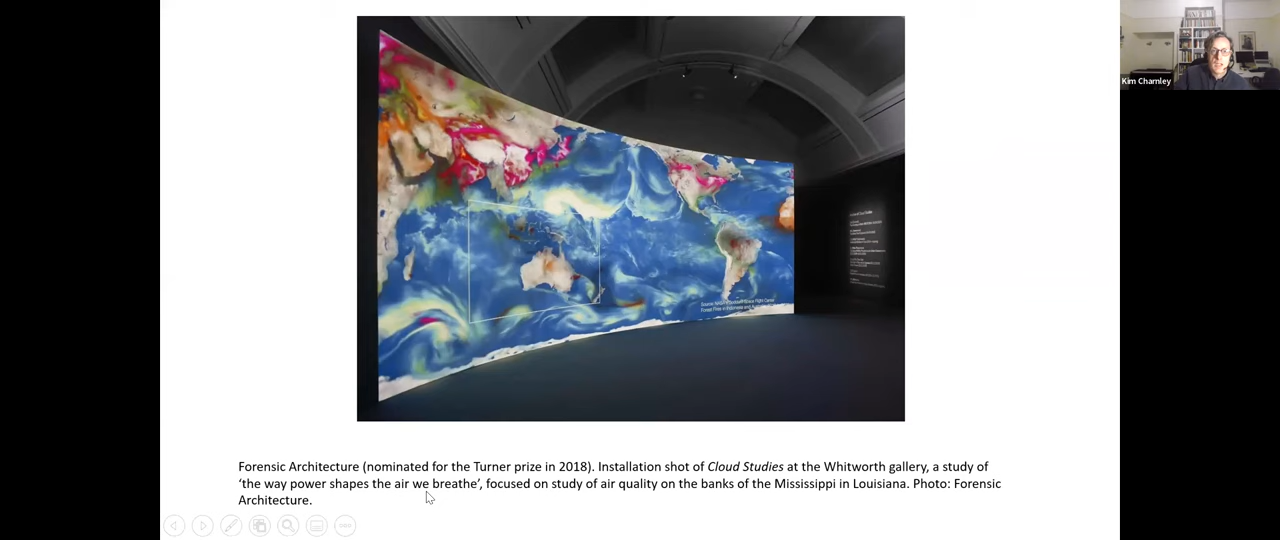 Kim Charnley
Forensic Architecture (nominated for the Turner prize in 2018). Installation shot of Cloud Studies at the Whitworth gallery, a study of
‘the way power shapes the air we breathe’, focused on study of air quality on the banks of the Mississippi in Louisiana. Photo: Forensic
Architecture.